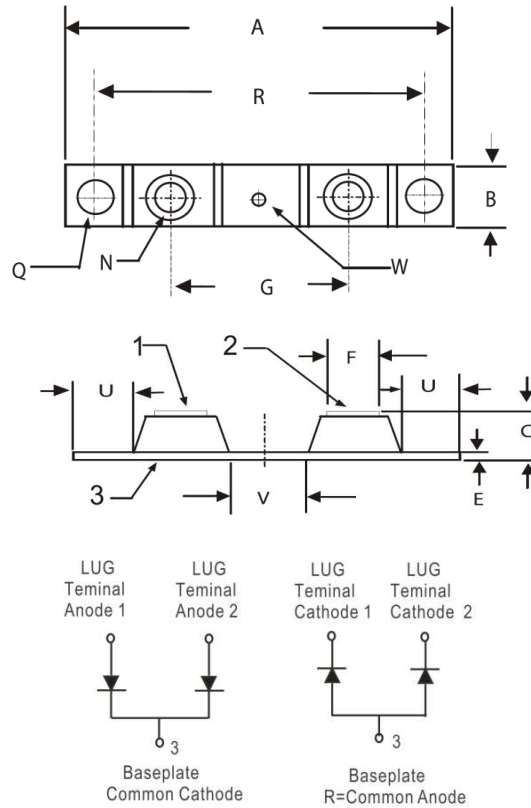 A
R
B
Q
N
G
W
1
2
F
U
U
C
3
V
E
LUG
Teminal
Anode 1
LUG
Teminal
Anode 2
LUG
Teminal
Cathode 1
LUG
Teminal
Cathode 2
3
Baseplate
Common Cathode
3
Baseplate
R=Common Anode